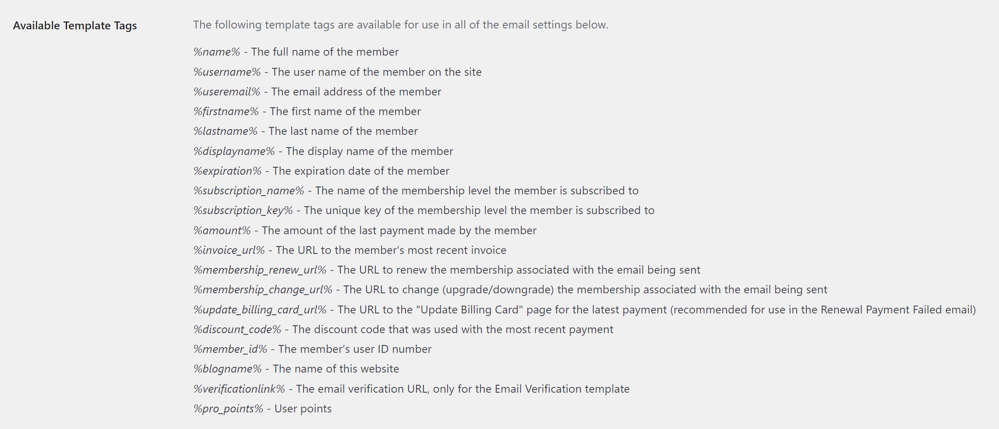 Available Template Tags
The following template tags are available for use in all of the email settings below.
%name% - The full name of the member
%username% - The user name of the member on the site
%useremail% - The email address of the member
%firstname% - The first name of the member
%lastname% - The last name of the member
%displayname% - The display name of the member
%expiration% - The expiration date of the member
%subscription_name% - The name of the membership level the member is subscribed to
%subscription_key% - The unique key of the membership level the member is subscribed to
%amount% - The amount of the last payment made by the member
%invoice_url% - The URL to the member's most recent invoice
%membership_renew_url% - The URL to renew the membership associated with the email being sent
%membership_change_url% - The URL to change (upgrade/downgrade) the membership associated with the email being sent
%update_billing_card_url% - The URL to the "Update Billing Card" page for the latest payment (recommended for use in the Renewal Payment Failed email)
%discount_code% - The discount code that was used with the most recent payment
%member_id% - The member’s user ID number
%blogname% - The name of this website
%verificationlink% - The email verification URL, only for the Email Verification template
%pro_points% - User points